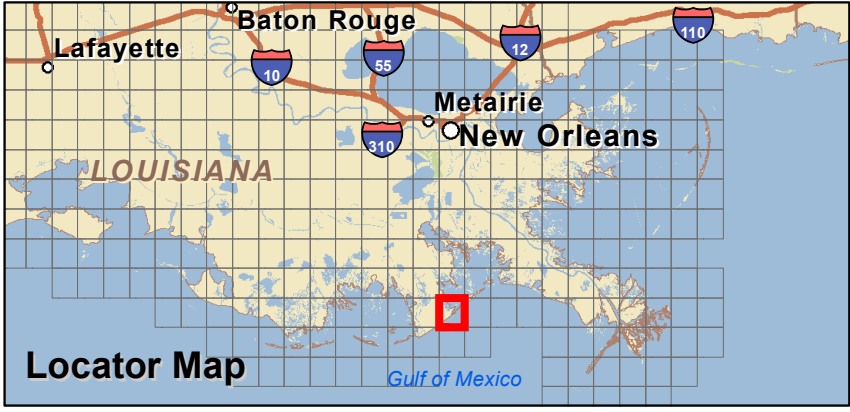 Baton Rouge
Lafayette
10
55
12
110
Metairie
New Orleans
310
LOUISIANA
Locator Map
Gulf of Mexico